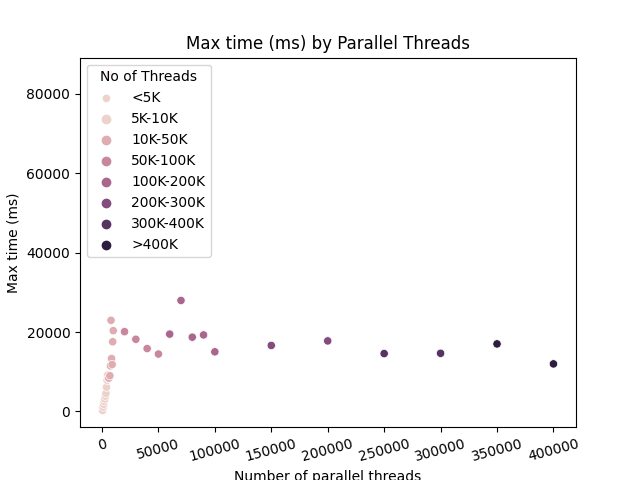 Max time (ms) by Parallel Threads
No of Threads
<5K
5K-10K
10K-50K
50K-100K
100K-200K
200K-300K
300K-400K
>400K
Max time (ms)
80000
60000
40000
20000
0
0
50000
100000
150000
200000
250000
300000
350000
400000
Number of parallel threads